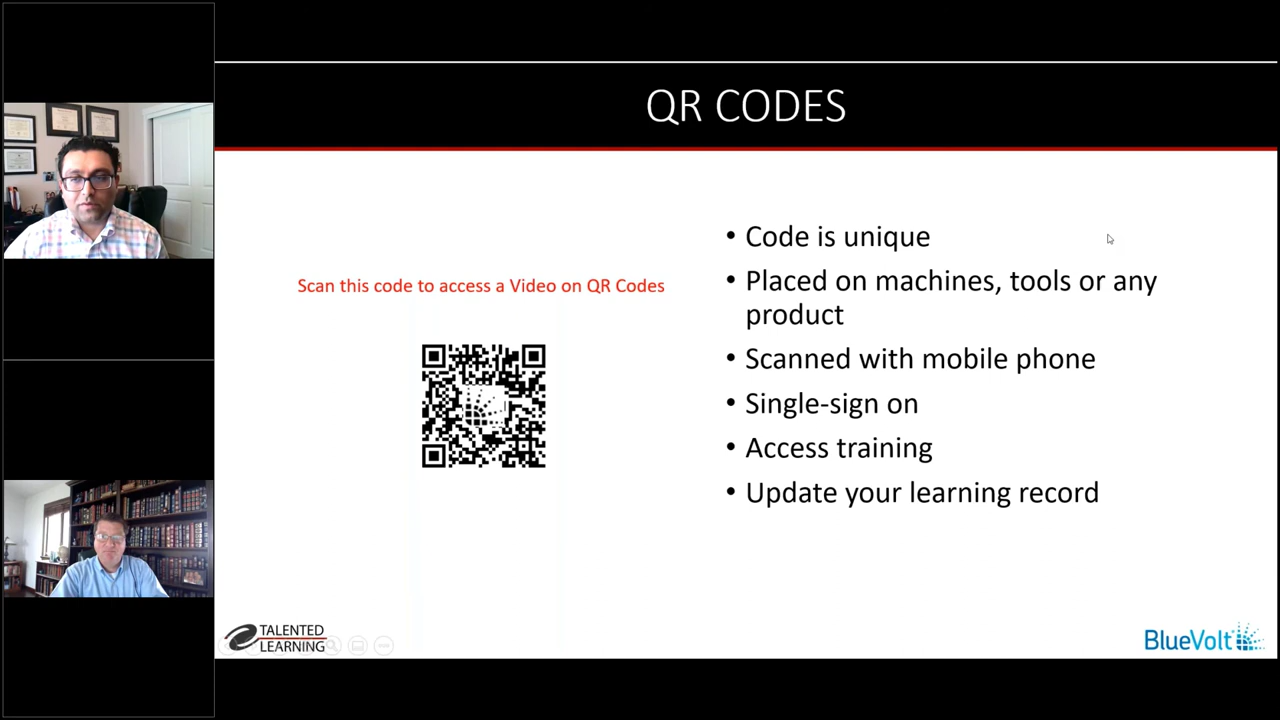 QR CODES
Scan this code to access a Video on QR Codes
• Code is unique
• Placed on machines, tools or any
product
• Scanned with mobile phone
• Single-sign on
• Access training
• Update your learning record
TALENTED
LEARNING
BlueVolt